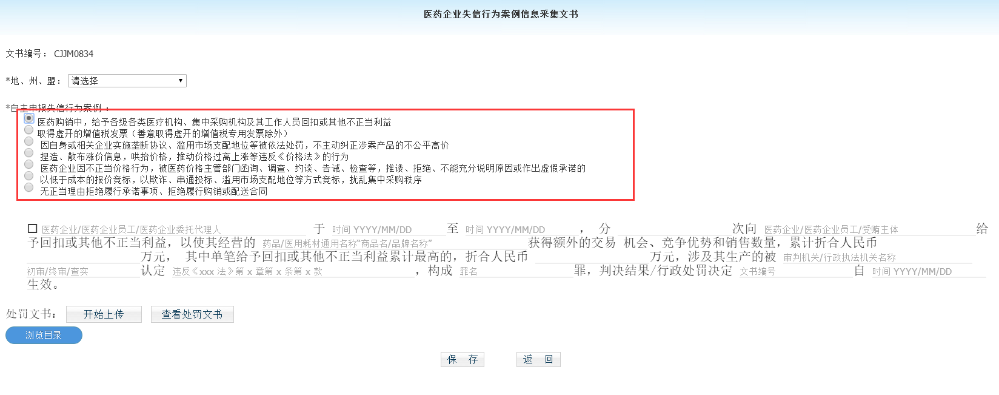 医药企业失信行为案例信息采集文书
文书编号： CJJM0834
*地、州、盟： 请选择
*自主申报失信行为案例：
医药购销中，给予各级各类医疗机构、集中采购机构及其工作人员回扣或其他不正当利益
取得虚开的增值税发票（善意取得虚开的增值税专用发票除外）
因自身或相关企业实施垄断协议、滥用市场支配地位等被依法处罚，不主动纠正涉案产品的不公平高价
捏造、散布涨价信息，哄抬价格，推动价格过高上涨等违反《价格法》的行为
医药企业因不正当价格行为，被医药价格主管部门函询、调查、约谈、告诫、检查等，推诿、拒绝、不能充分说明原因或作出虚假承诺的
以低于成本的报价竞标，以欺诈、串通投标、滥用市场支配地位等方式竞标，扰乱集中采购秩序
无正当理由拒绝履行承诺事项、拒绝履行购销或配送合同
医药企业/医药企业员工/医药企业委托代理人 于 时间 YYYY/MM/DD 至 时间 YYYY/MM/DD ， 分 次向 医药企业/医药企业员工/受贿主体 给
予回扣或其他不正当利益，以使其经营的 药品/医用耗材通用名称“商品名/品牌名称” 获得额外的交易 机会、竞争优势和销售数量，累计折合人民币
万元， 其中单笔给予回扣或其他不正当利益累计最高的，折合人民币 万元，涉及其生产的被 审判机关/行政执法机关名称
初审/终审/查实 认定 违反《xxx 法》第 x 章第 x 条第 x 款 ，构成 罪名 罪，判决结果/行政处罚决定 文书编号 自 时间 YYYY/MM/DD
生效。
处罚文书： 开始上传 查看处罚文书
浏览目录
保 存 返 回